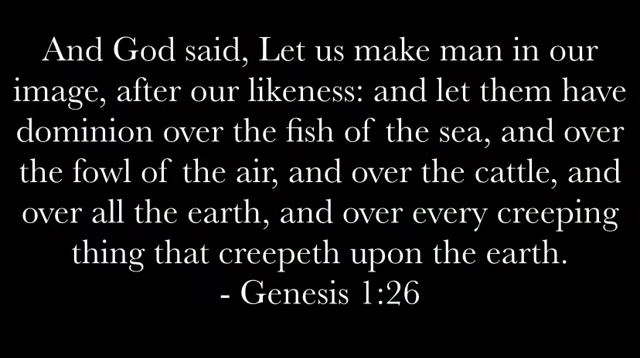 And God said, Let us make man in our
image, after our likeness: and let them have
dominion over the fish of the sea, and over
the fowl of the air, and over the cattle, and
over all the earth, and over every creeping
thing that creepeth upon the earth.
- Genesis 1:26